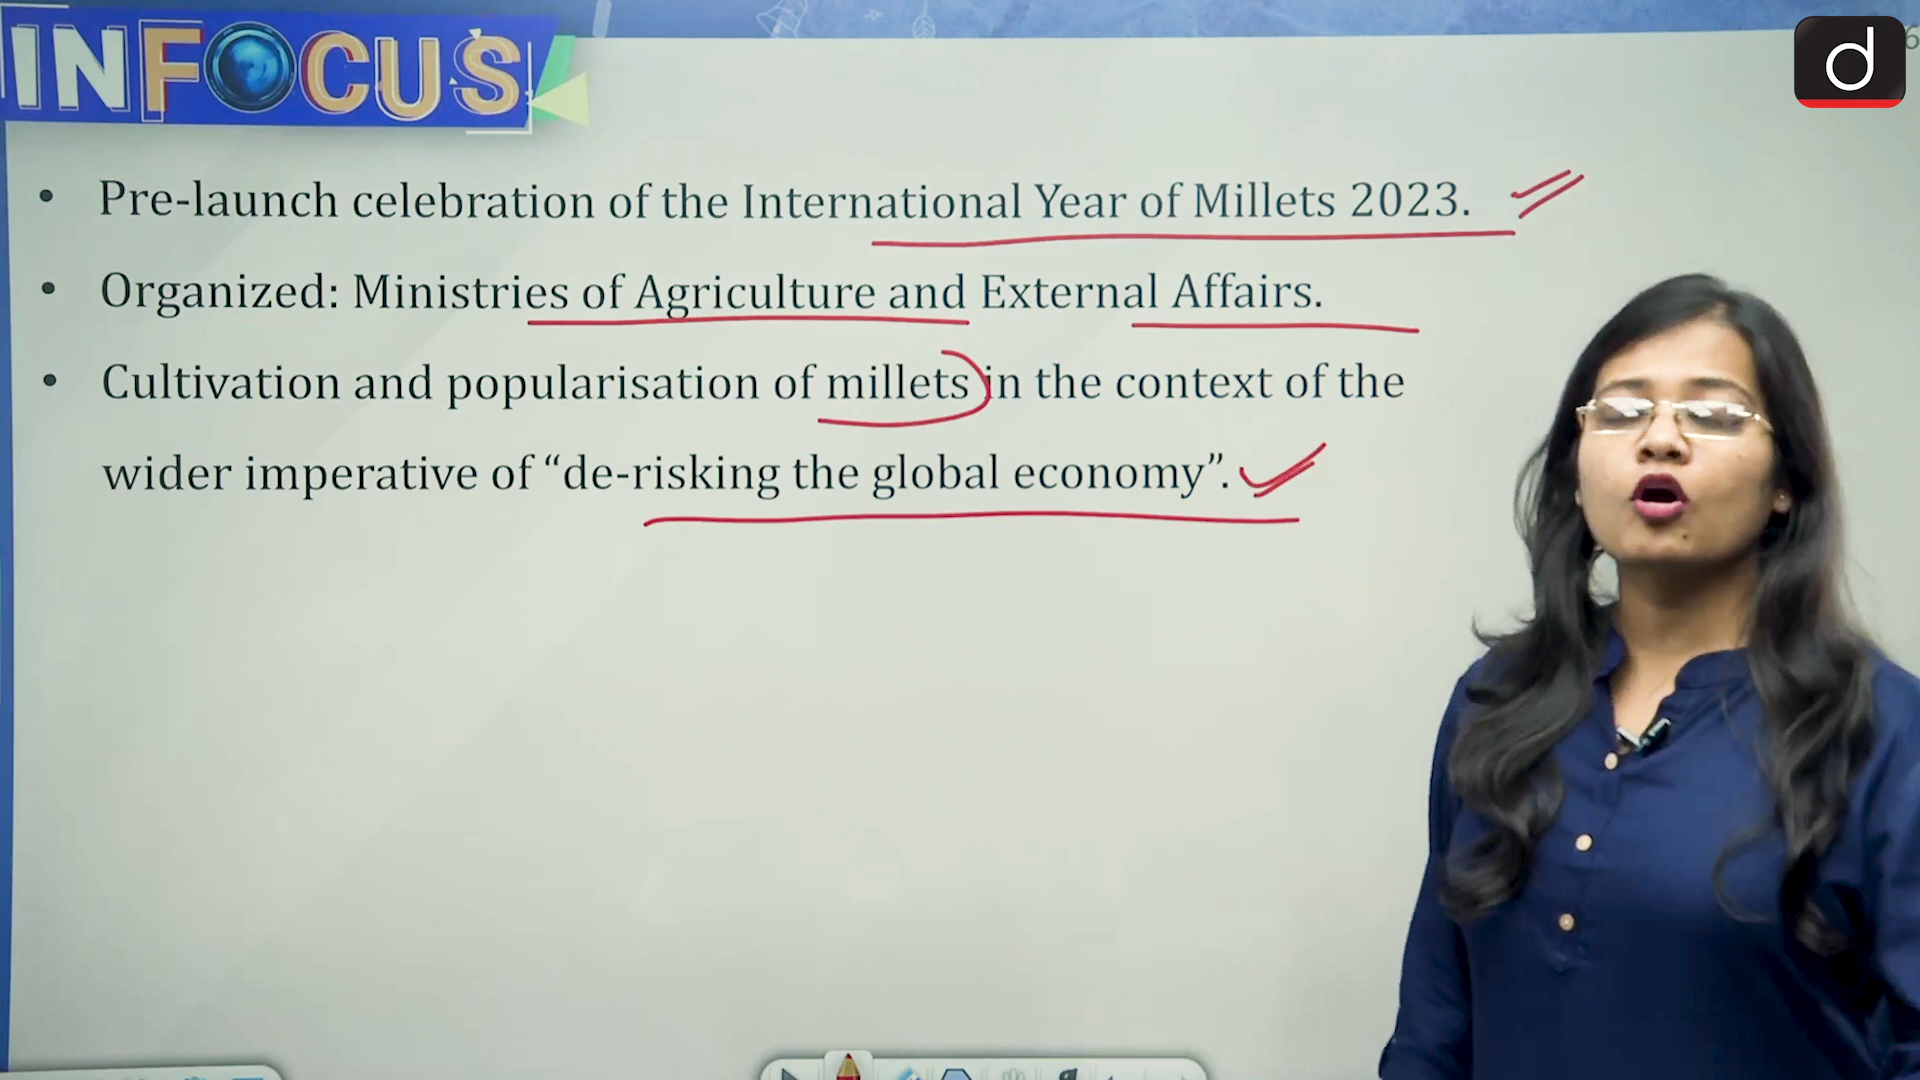 INFOCUS
d
6
• Pre-launch celebration of the International Year of Millets 2023.
• Organized: Ministries of Agriculture and External Affairs.
• Cultivation and popularisation of millets in the context of the
wider imperative of “de-risking the global economy”.